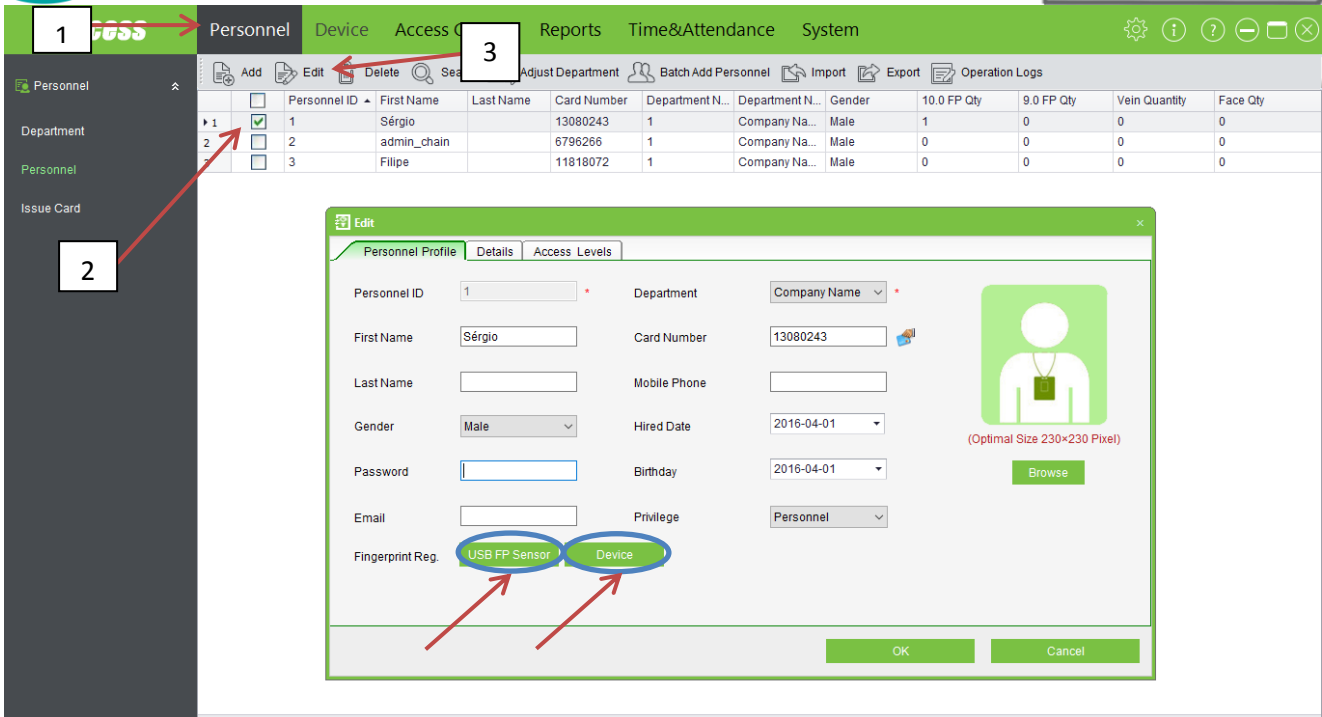 1 cess Personnel Device Access Reports Time&Attendance System
3
Add Edit Delete Sea Adjust Department Batch Add Personnel Import Export Operation Logs
Personnel
Department
Personnel
Issue Card
2
Personnel ID First Name Last Name Card Number Department N... Department N... Gender 10.0 FP Qty 9.0 FP Qty Vein Quantity Face Qty
1 1 Sérgio 13080243 1 Company Na... Male 1 0 0 0
2 2 admin_chain 6796266 1 Company Na... Male 0 0 0 0
3 Filipe 11818072 1 Company Na... Male 0 0 0 0
Edit
Personnel Profile Details Access Levels
Personnel ID 1 * Department Company Name *
First Name Sérgio Card Number 13080243
Last Name Mobile Phone
Gender Male Hired Date 2016-04-01
(Optimal Size 230×230 Pixel)
Password Birthday 2016-04-01 Browse
Email Privilege Personnel
Fingerprint Reg. USB FP Sensor Device
OK Cancel